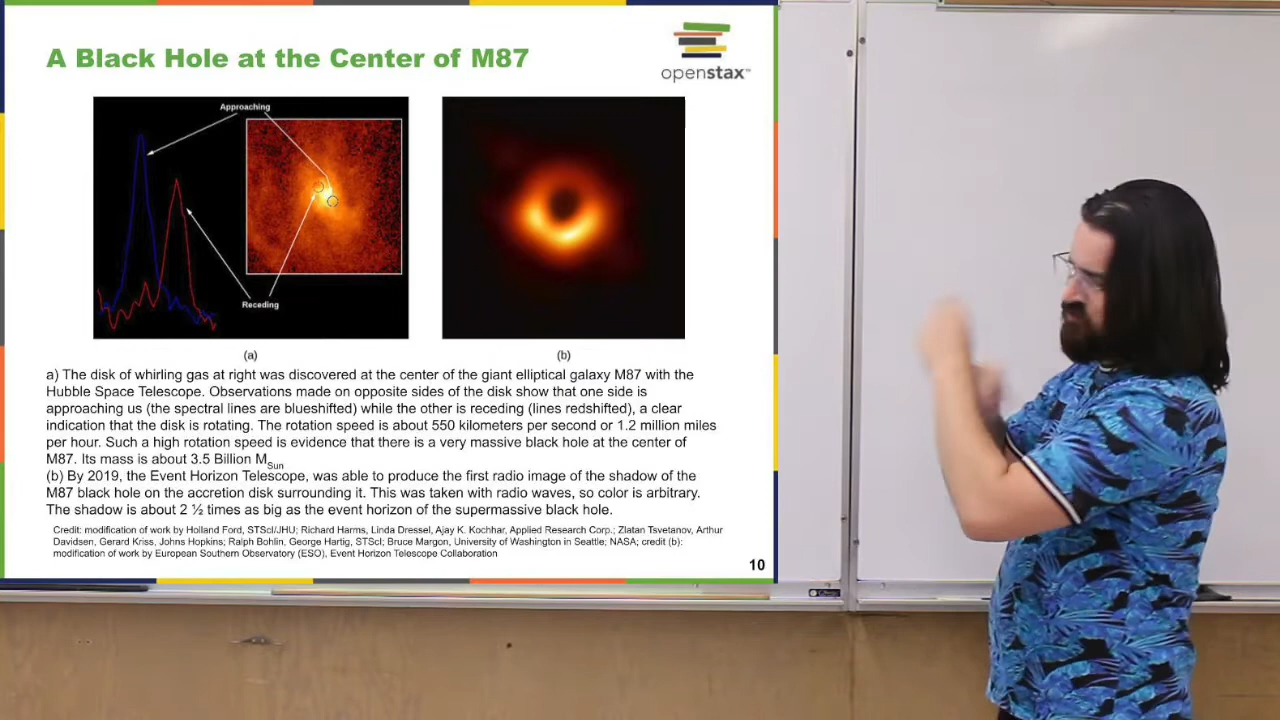 A Black Hole at the Center of M87
openstax™
Approaching
Receding
(a)
(b)
a) The disk of whirling gas at right was discovered at the center of the giant elliptical galaxy M87 with the
Hubble Space Telescope. Observations made on opposite sides of the disk show that one side is
approaching us (the spectral lines are blueshifted) while the other is receding (lines redshifted), a clear
indication that the disk is rotating. The rotation speed is about 550 kilometers per second or 1.2 million miles
per hour. Such a high rotation speed is evidence that there is a very massive black hole at the center of
M87. Its mass is about 3.5 Billion M_Sun
(b) By 2019, the Event Horizon Telescope, was able to produce the first radio image of the shadow of the
M87 black hole on the accretion disk surrounding it. This was taken with radio waves, so color is arbitrary.
The shadow is about 2 ½ times as big as the event horizon of the supermassive black hole.
Credit: modification of work by Holland Ford, STScI/JHU; Richard Harms, Linda Dressel, Ajay K. Kochhar, Applied Research Corp.; Zlatan Tsvetanov, Arthur
Davidsen, Gerard Kriss, Johns Hopkins; Ralph Bohlin, George Hartig, STScI; Bruce Margon, University of Washington in Seattle; NASA; credit (b):
modification of work by European Southern Observatory (ESO), Event Horizon Telescope Collaboration
10